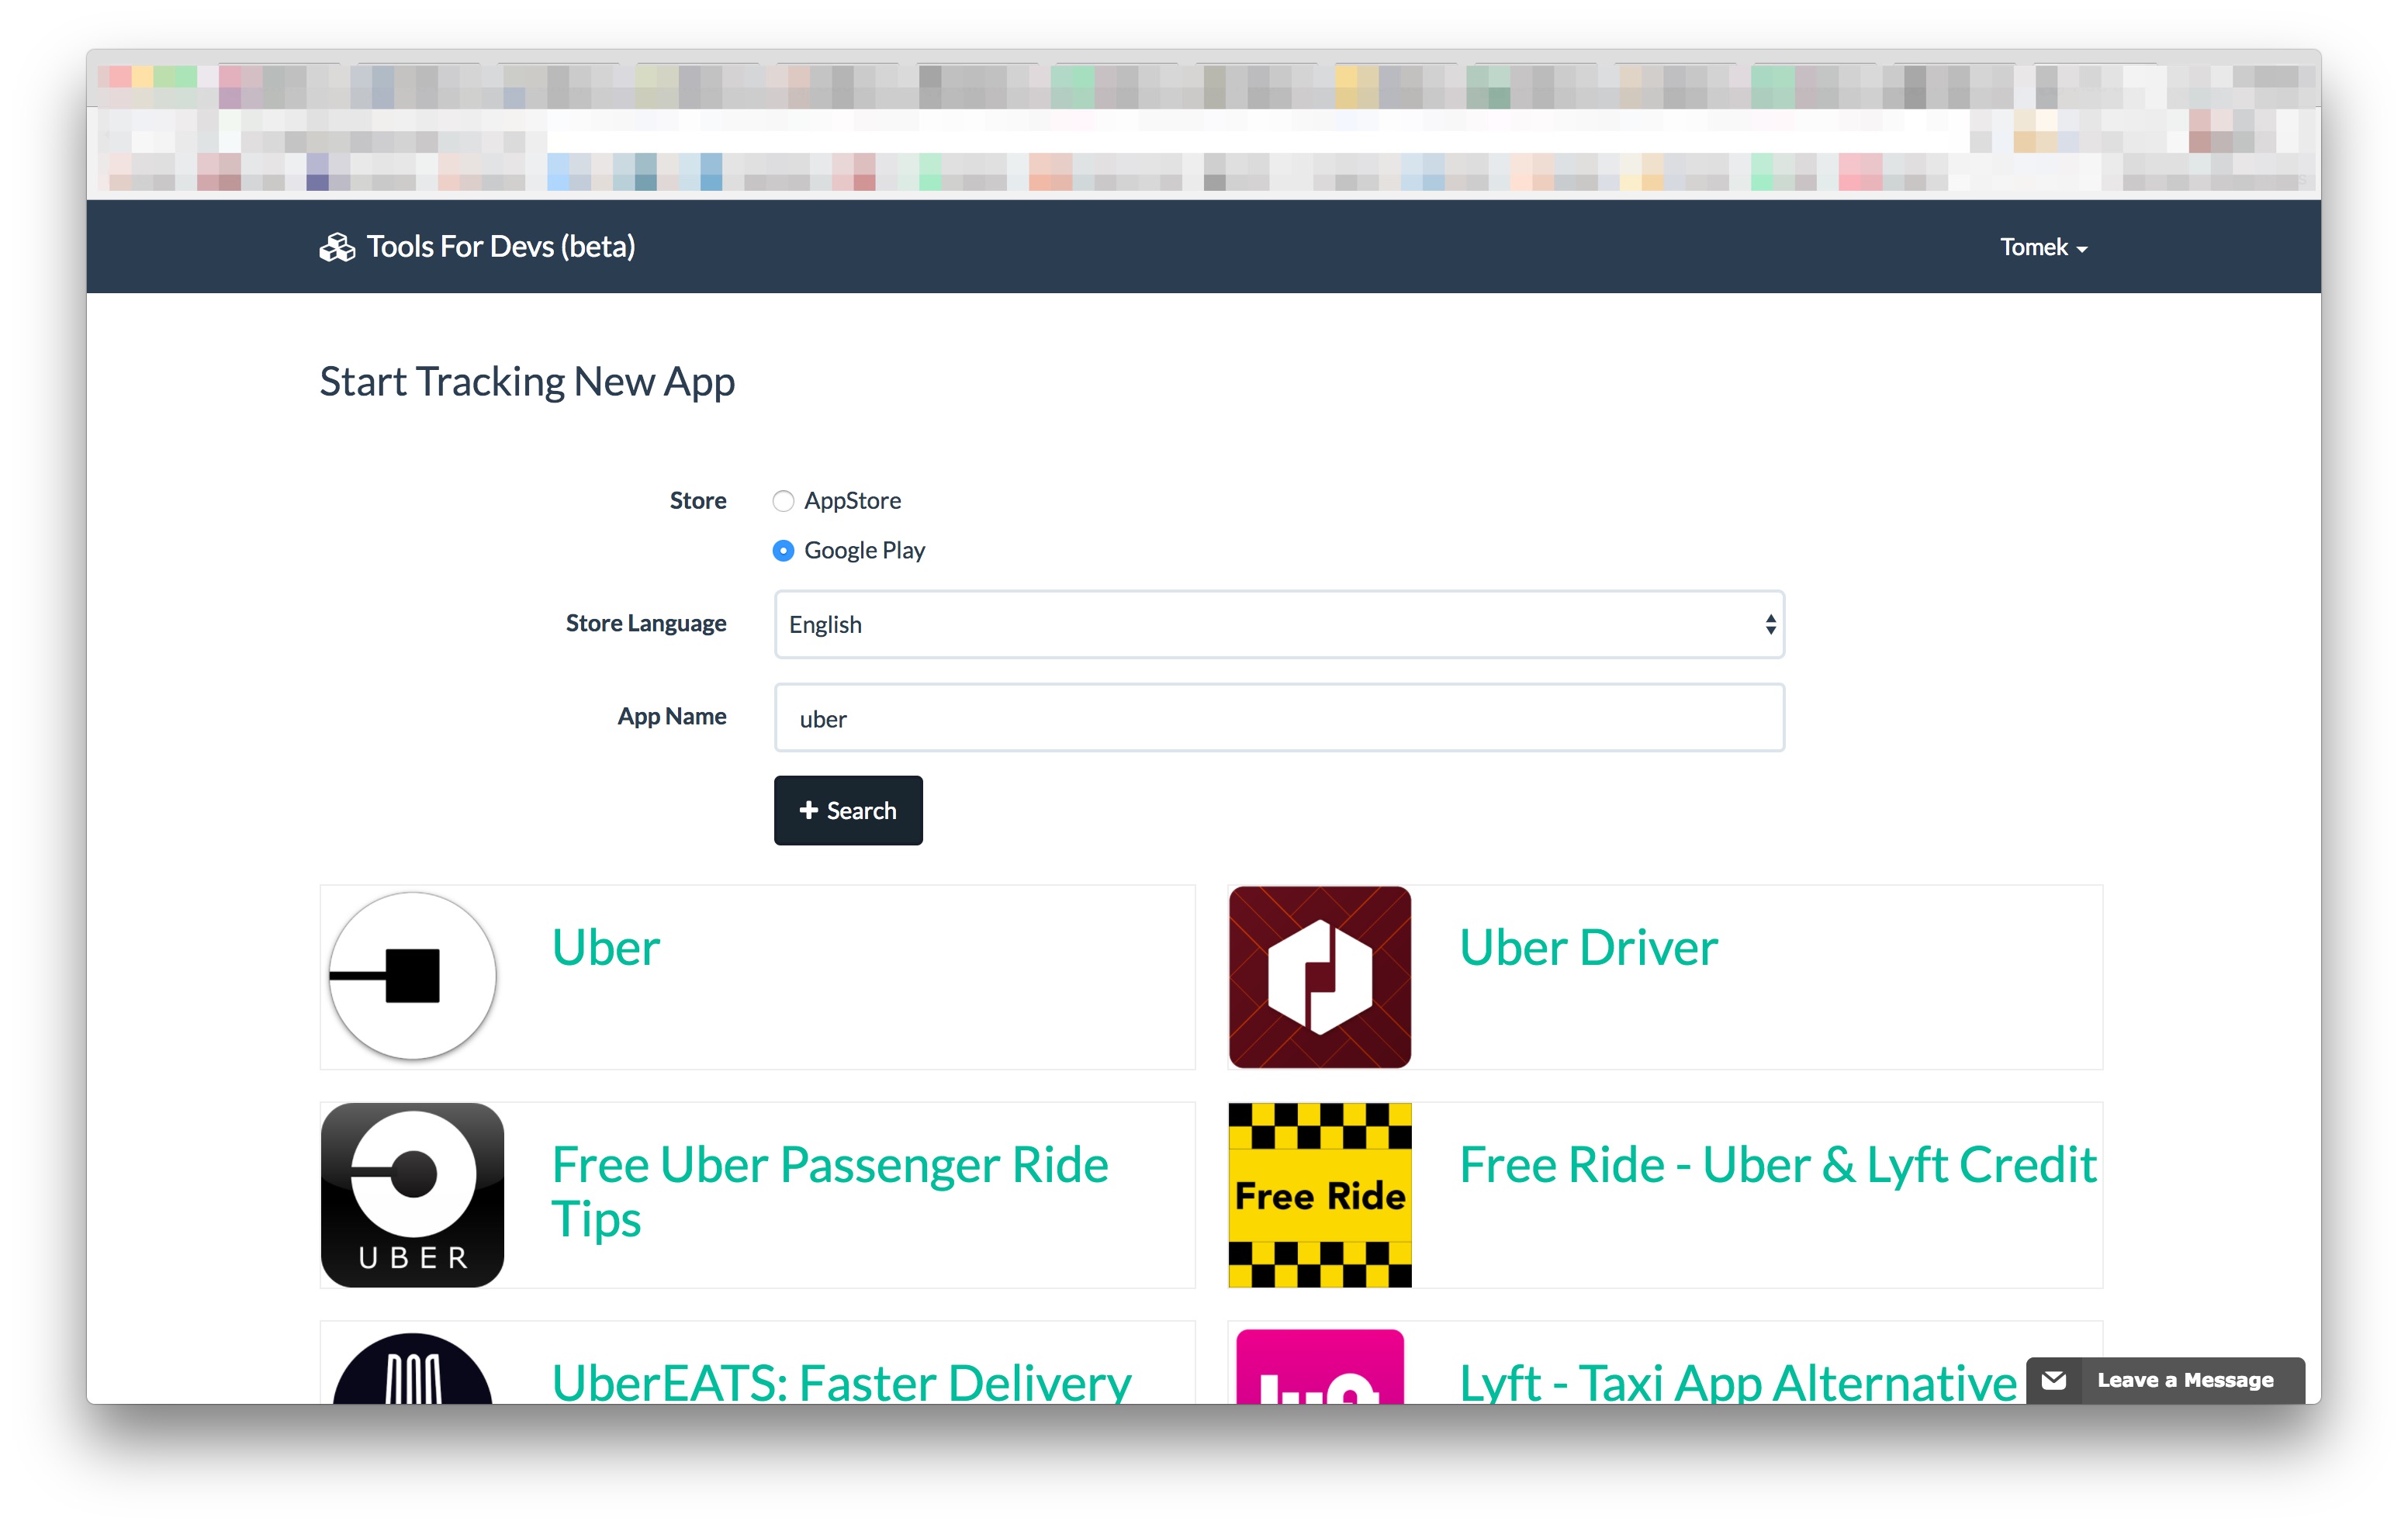 Tools For Devs (beta)
Tomek
Start Tracking New App
Store
AppStore
Google Play
Store Language
English
App Name
uber
Search
Uber
Uber Driver
UBER
Free Uber Passenger Ride
Tips
Free Ride
Free Ride - Uber & Lyft Credit
UberEATS: Faster Delivery
lyft
Lyft - Taxi App Alternative
Leave a Message